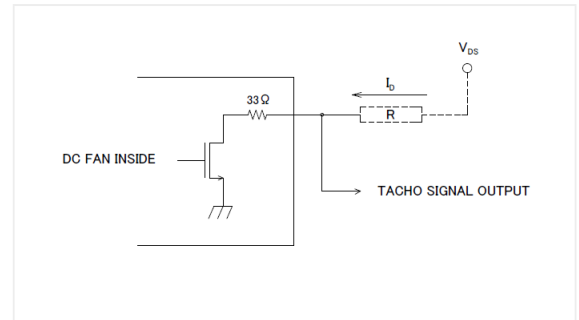 V_DS
I_D
33Ω
R
DC FAN INSIDE
TACHO SIGNAL OUTPUT